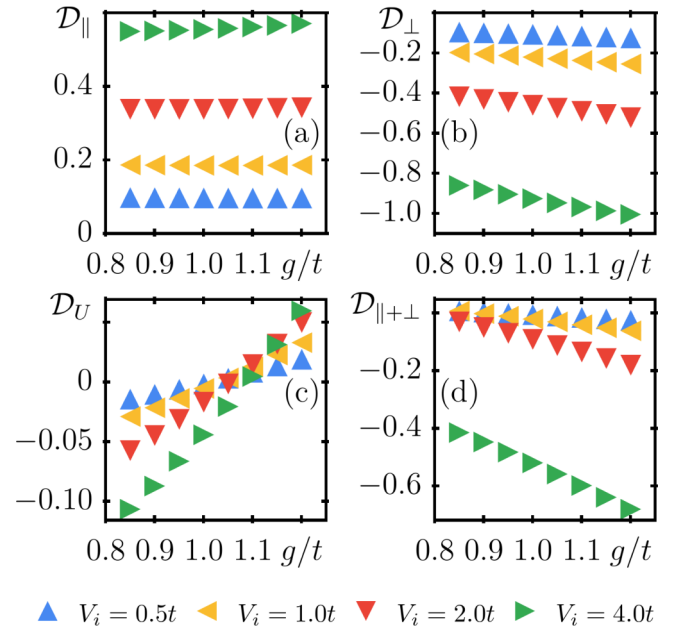 𝒟∥
0.4
0.2
0
(a)
0.8 0.9 1.0 1.1 g/t
𝒟⊥
−0.2
−0.4
−0.6
−0.8
−1.0
(b)
0.8 0.9 1.0 1.1 g/t
𝒟U
0
−0.05
−0.10
(c)
0.8 0.9 1.0 1.1 g/t
𝒟∥+⊥
−0.2
−0.4
−0.6
(d)
0.8 0.9 1.0 1.1 g/t
Vi = 0.5t Vi = 1.0t Vi = 2.0t Vi = 4.0t